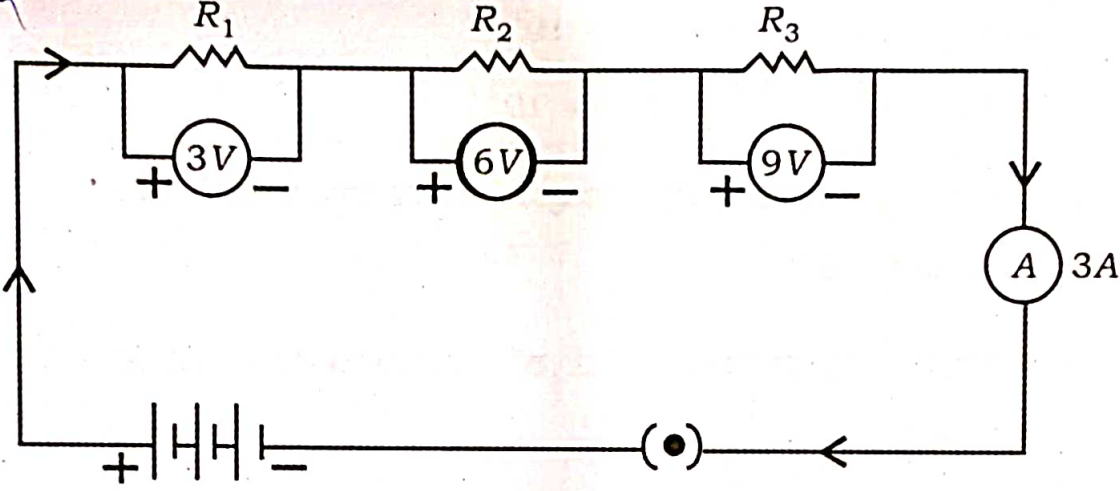 R₁ R₂ R₃
3V 6V 9V
+ − + − + −
A 3A
+ −